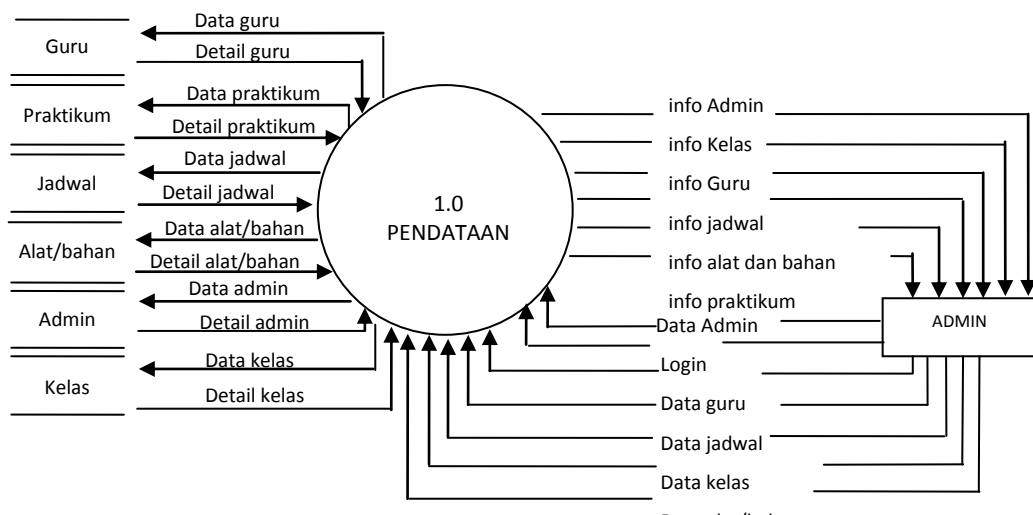 Guru
Praktikum
Jadwal
Alat/bahan
Admin
Kelas
Data guru
Detail guru
Data praktikum
Detail praktikum
Data jadwal
Detail jadwal
Data alat/bahan
Detail alat/bahan
Data admin
Detail admin
Data kelas
Detail kelas
1.0
PENDATAAN
info Admin
info Kelas
info Guru
info jadwal
info alat dan bahan
info praktikum
Data Admin
Login
Data guru
Data jadwal
Data kelas
ADMIN